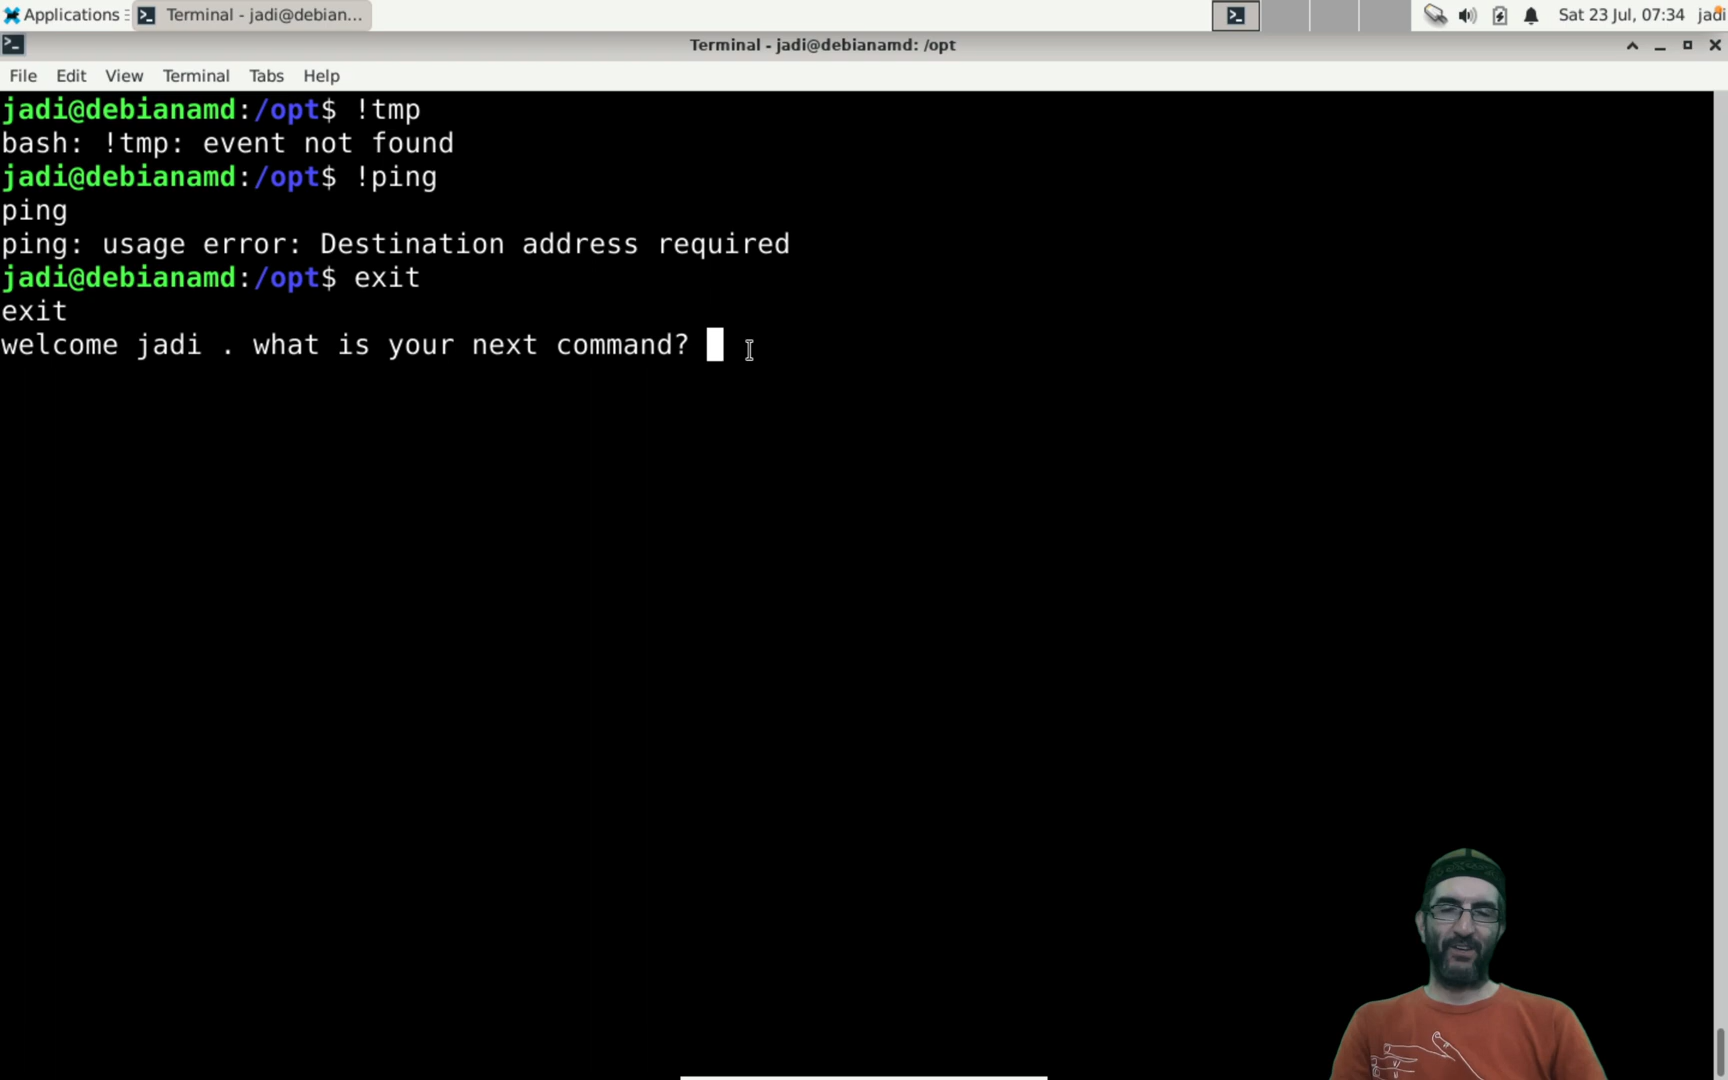 Applications
Terminal - jadi@debian...
Sat 23 Jul, 07:34 jadi
Terminal - jadi@debianamd: /opt
File Edit View Terminal Tabs Help
jadi@debianamd:/opt$ !tmp
bash: !tmp: event not found
jadi@debianamd:/opt$ !ping
ping
ping: usage error: Destination address required
jadi@debianamd:/opt$ exit
exit
welcome jadi . what is your next command?